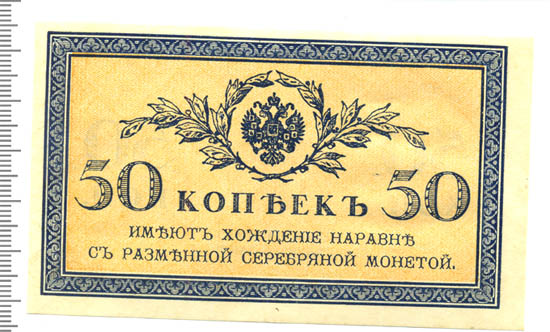 50 КОПѢЕКЪ 50
ИМѢЮТЪ ХОЖДЕНІЕ НАРАВНѢ
СЪ РАЗМѢННОЙ СЕРЕБРЯНОЙ МОНЕТОЙ.